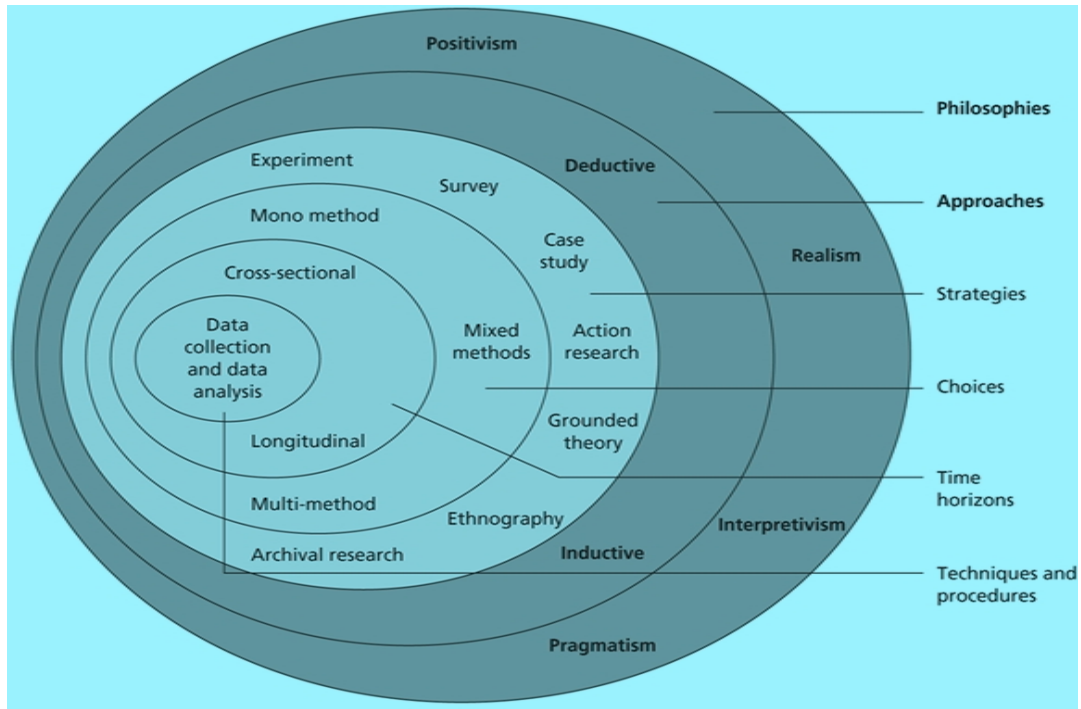 Positivism
Philosophies
Experiment
Deductive
Survey
Approaches
Mono method
Case
study
Realism
Cross-sectional
Strategies
Data
collection
and data
analysis
Mixed
methods
Action
research
Choices
Longitudinal
Grounded
theory
Time
horizons
Multi-method
Ethnography
Interpretivism
Archival research
Inductive
Techniques and
procedures
Pragmatism